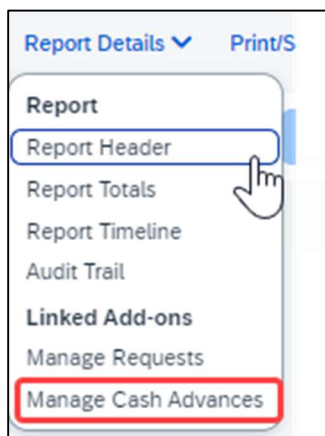 Report Details Print/S
Report
Report Header
Report Totals
Report Timeline
Audit Trail
Linked Add-ons
Manage Requests
Manage Cash Advances